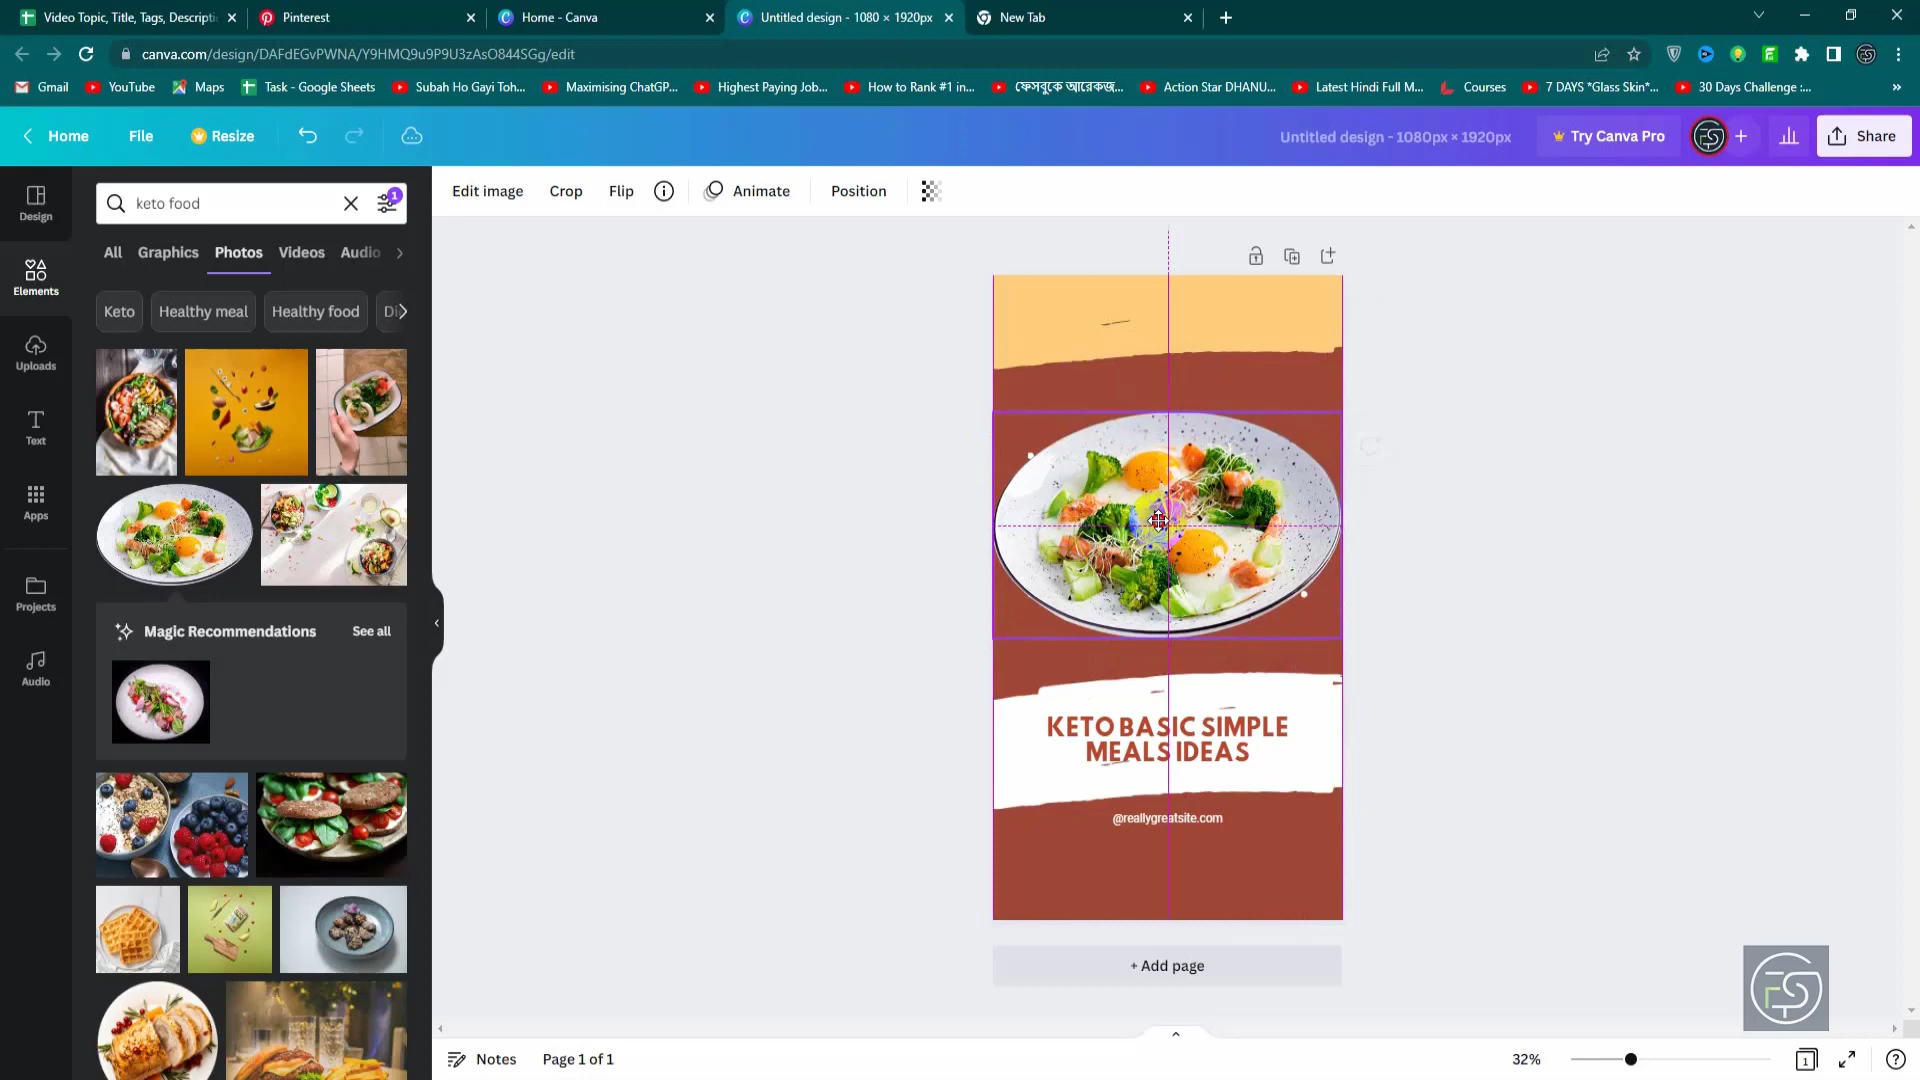 Video Topic, Title, Tags, Descripti
Pinterest
Home - Canva
Untitled design - 1080 × 1920px
New Tab
canva.com/design/DAFdEGvPWNA/Y9HMQ9u9P9U3zAsO844SGg/edit
Gmail
YouTube
Maps
Task - Google Sheets
Subah Ho Gayi Toh...
Maximising ChatGP...
Highest Paying Job...
How to Rank #1 in...
ফেসবুকে আরেকজ...
Action Star DHANU...
Latest Hindi Full M...
Courses
7 DAYS *Glass Skin*...
30 Days Challenge :...
Home
File
Resize
Untitled design - 1080px × 1920px
Try Canva Pro
Share
Design
Elements
Uploads
Text
Apps
Projects
Audio
keto food
1
All
Graphics
Photos
Videos
Audio
Keto
Healthy meal
Healthy food
Di
Magic Recommendations
See all
Edit image
Crop
Flip
Animate
Position
KETO BASIC SIMPLE
MEALS IDEAS
@reallygreatsite.com
+ Add page
Notes
Page 1 of 1
32%
1